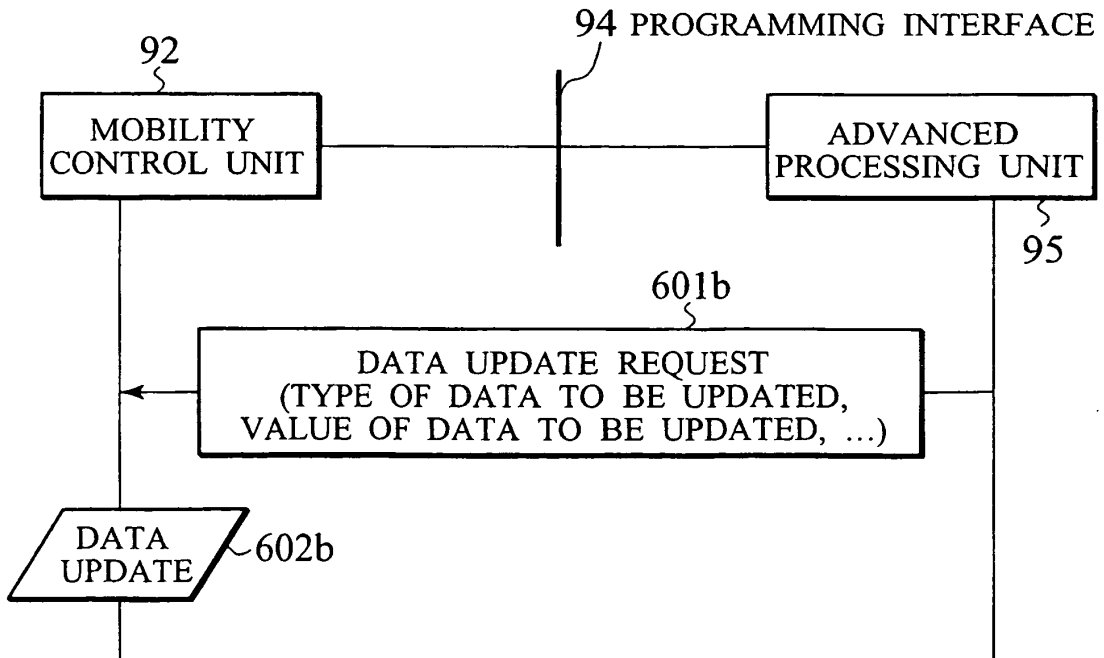 94 PROGRAMMING INTERFACE
92
MOBILITY
CONTROL UNIT
ADVANCED
PROCESSING UNIT
95
601b
DATA UPDATE REQUEST
(TYPE OF DATA TO BE UPDATED,
VALUE OF DATA TO BE UPDATED, ...)
DATA
UPDATE
602b